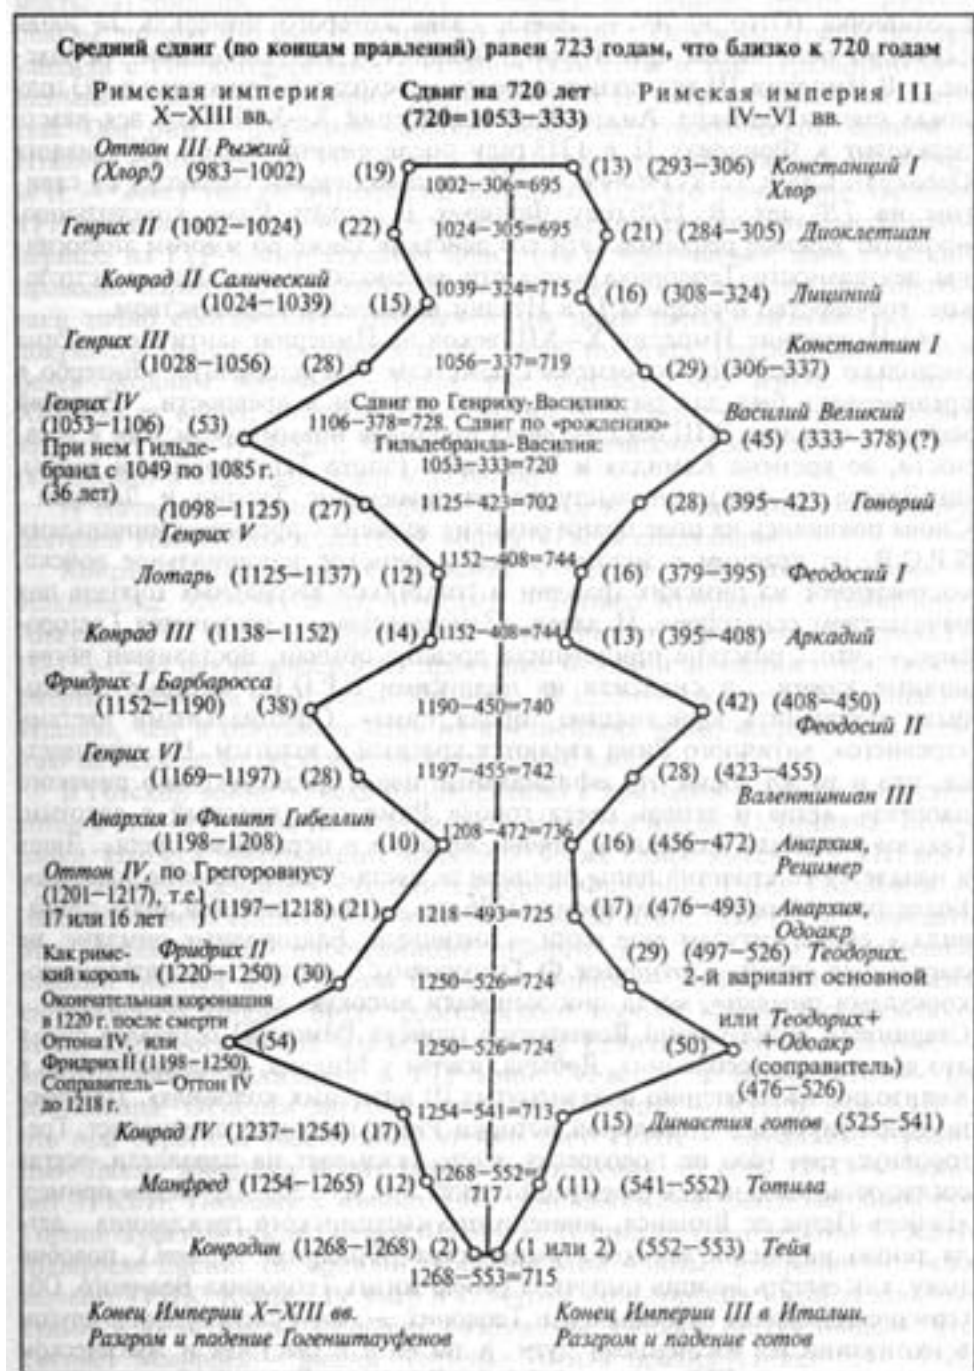 Средний сдвиг (по концам правлений) равен 723 годам, что близко к 720 годам
Римская империя Сдвиг на 720 лет Римская империя III
X–XIII вв. (720=1053–333) IV–VI вв.
Оттон III Рыжий
(Хлор!) (983–1002) (19) (13) (293–306) Констанций I
1002–306=695 Хлор
Генрих II (1002–1024) (22) 1024–305=695 (21) (284–305) Диоклетиан
Конрад II Салический 1039–324=715
(1024–1039) (15) (16) (308–324) Лициний
Генрих III Константин I
(1028–1056) (28) 1056–337=719 (29) (306–337)
Генрих IV Сдвиг по Генриху-Василию: Василий Великий
(1053–1106) (53) 1106–378=728. Сдвиг по «рождению» (45) (333–378) (?)
При нем Гильде- Гильдебранда-Василия:
бранд с 1049 по 1085 г. 1053–333=720
(36 лет)
(1098–1125) (27) 1125–423=702 (28) (395–423) Гонорий
Генрих V
Лотарь (1125–1137) (12) 1152–408=744 (16) (379–395) Феодосий I
Конрад III (1138–1152) (14) 1152–408=744 (13) (395–408) Аркадий
Фридрих I Барбаросса
(1152–1190) (38) 1190–450=740 (42) (408–450)
Феодосий II
Генрих VI 1197–455=742
(1169–1197) (28) (28) (423–455)
Валентиниан III
Анархия и Филипп Гибеллин 1208–472=736
(1198–1208) (10) (16) (456–472) Анархия,
Рецимер
Оттон IV, по Грегоровиусу
(1201–1217), т.е. } (1197–1218) (21) 1218–493=725 (17) (476–493) Анархия,
17 или 16 лет Одоакр
Как рим- Фридрих II (29) (497–526) Теодорих.
ский король (1220–1250) (30) 1250–526=724 2-й вариант основной
Окончательная коронация
в 1220 г. после смерти или Теодорих +
Оттона IV, или (54) 1250–526=724 (50) +Одоакр
Фридрих II (1198–1250). (соправитель)
Соправитель – Оттон IV (476–526)
до 1218 г. 1254–541=713
Конрад IV (1237–1254) (17) (15) Династия готов (525–541)
1268–552=
Манфред (1254–1265) (12) 717 (11) (541–552) Тотила
Конрадин (1268–1268) (2) (1 или 2) (552–553) Тейя
1268–553=715
Конец Империи X–XIII вв. Конец Империи III в Италии.
Разгром и падение Гогенштауфенов Разгром и падение готов